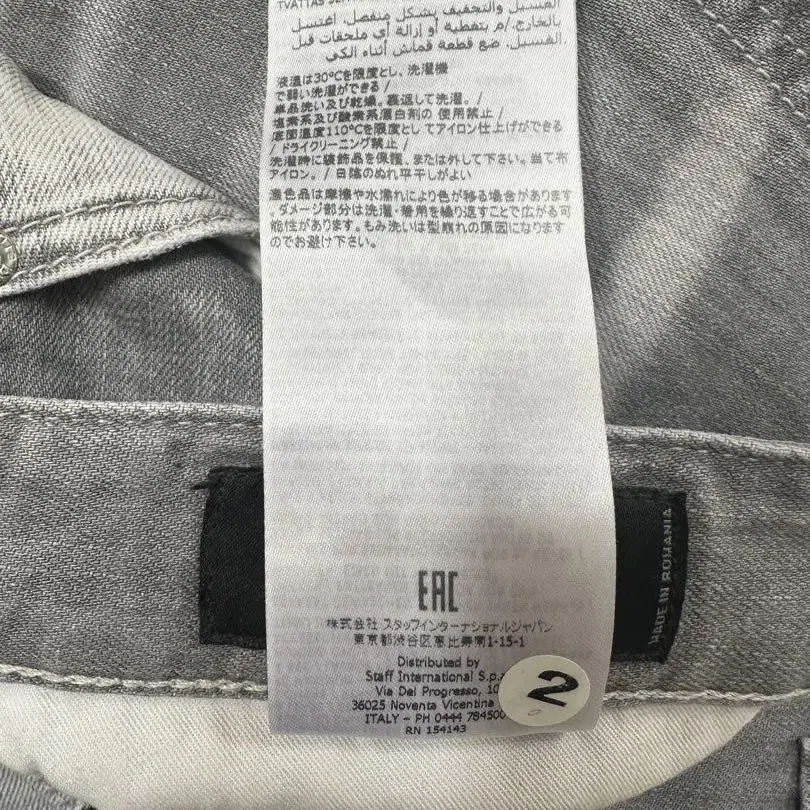 TVÄTTAS SE
الغسيل والتجفيف بشكل منفصل. اغسل
بالخارج. /م بتغطية أو إزالة أي ملحقات قبل
الغسيل. ضع قطعة قماش أثناء الكي
液温は30℃を限度とし、洗濯機
で弱い洗濯ができる /
単品洗い及び乾燥。裏返して洗濯。 /
塩素系及び酸素系漂白剤の 使用禁止 /
底面温度110℃を限度としてアイロン仕上げができる
/ ドライクリーニング禁止 /
洗濯時に装飾品を保護、または外して下さい。当て布
アイロン。 / 日陰のぬれ平干しがよい
濃色品は摩擦や水濡れにより色が移る場合があります
。ダメージ部分は洗濯・着用を繰り返すことで広がる可
能性があります。もみ洗いは型崩れの原因になります
のでお避け下さい。
EAC
株式会社 スタッフインターナショナルジャパン
東京都渋谷区恵比寿南1-15-1
Distributed by
Staff International S.p.
Via Del Progresso, 10
36025 Noventa Vicentina
ITALY - PH 0444 784500
RN 154143
2
MADE IN ROMANIA